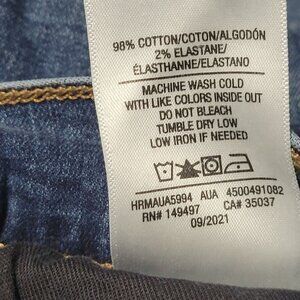 98% COTTON/COTON/ALGODÓN
2% ELASTANE/
ÉLASTHANNE/ELASTANO
MACHINE WASH COLD
WITH LIKE COLORS INSIDE OUT
DO NOT BLEACH
TUMBLE DRY LOW
LOW IRON IF NEEDED
HRMAUA5994 AUA 4500491082
RN# 149497 CA# 35037
09/2021